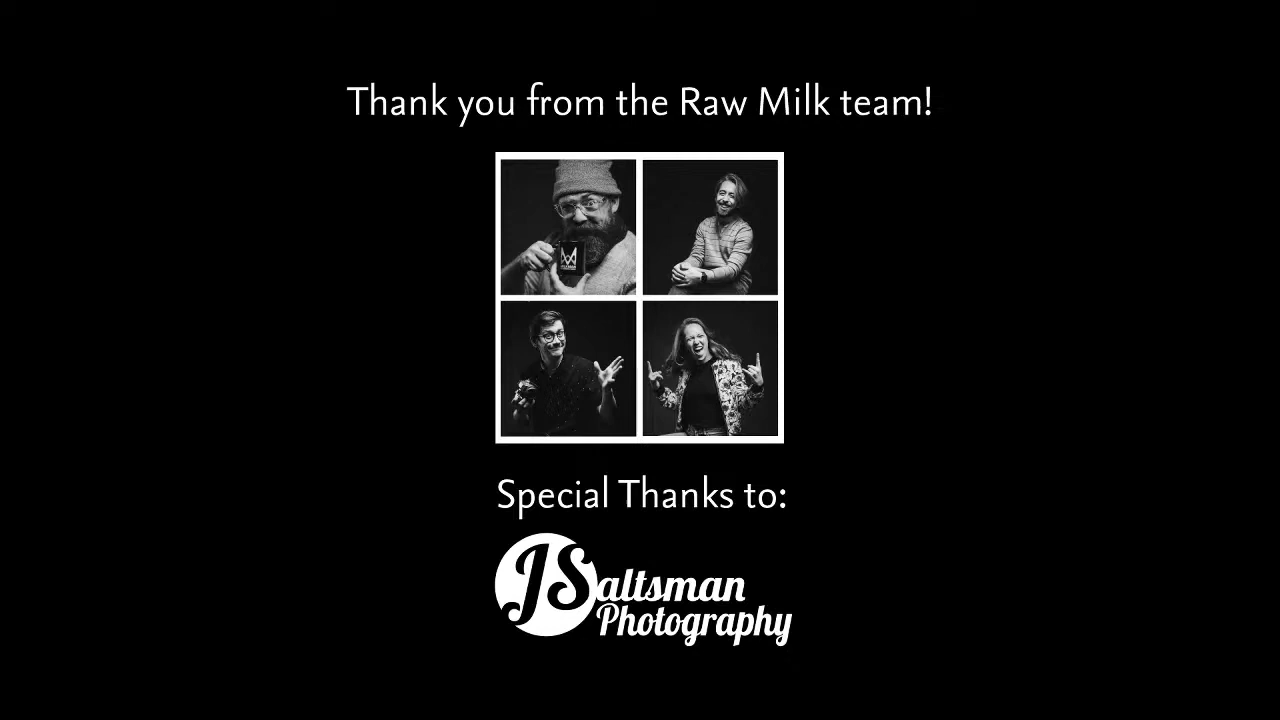 Thank you from the Raw Milk team!
Special Thanks to:
JSaltsman
Photography